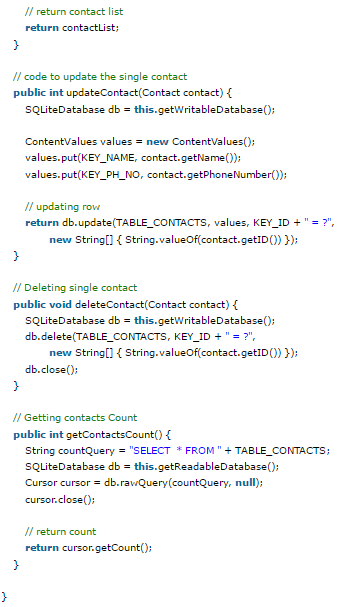 // return contact list
return contactList;
}
// code to update the single contact
public int updateContact(Contact contact) {
SQLiteDatabase db = this.getWritableDatabase();
ContentValues values = new ContentValues();
values.put(KEY_NAME, contact.getName());
values.put(KEY_PH_NO, contact.getPhoneNumber());
// updating row
return db.update(TABLE_CONTACTS, values, KEY_ID + " = ?",
new String[] { String.valueOf(contact.getID()) });
}
// Deleting single contact
public void deleteContact(Contact contact) {
SQLiteDatabase db = this.getWritableDatabase();
db.delete(TABLE_CONTACTS, KEY_ID + " = ?",
new String[] { String.valueOf(contact.getID()) });
db.close();
}
// Getting contacts Count
public int getContactsCount() {
String countQuery = "SELECT  * FROM " + TABLE_CONTACTS;
SQLiteDatabase db = this.getReadableDatabase();
Cursor cursor = db.rawQuery(countQuery, null);
cursor.close();
// return count
return cursor.getCount();
}
}